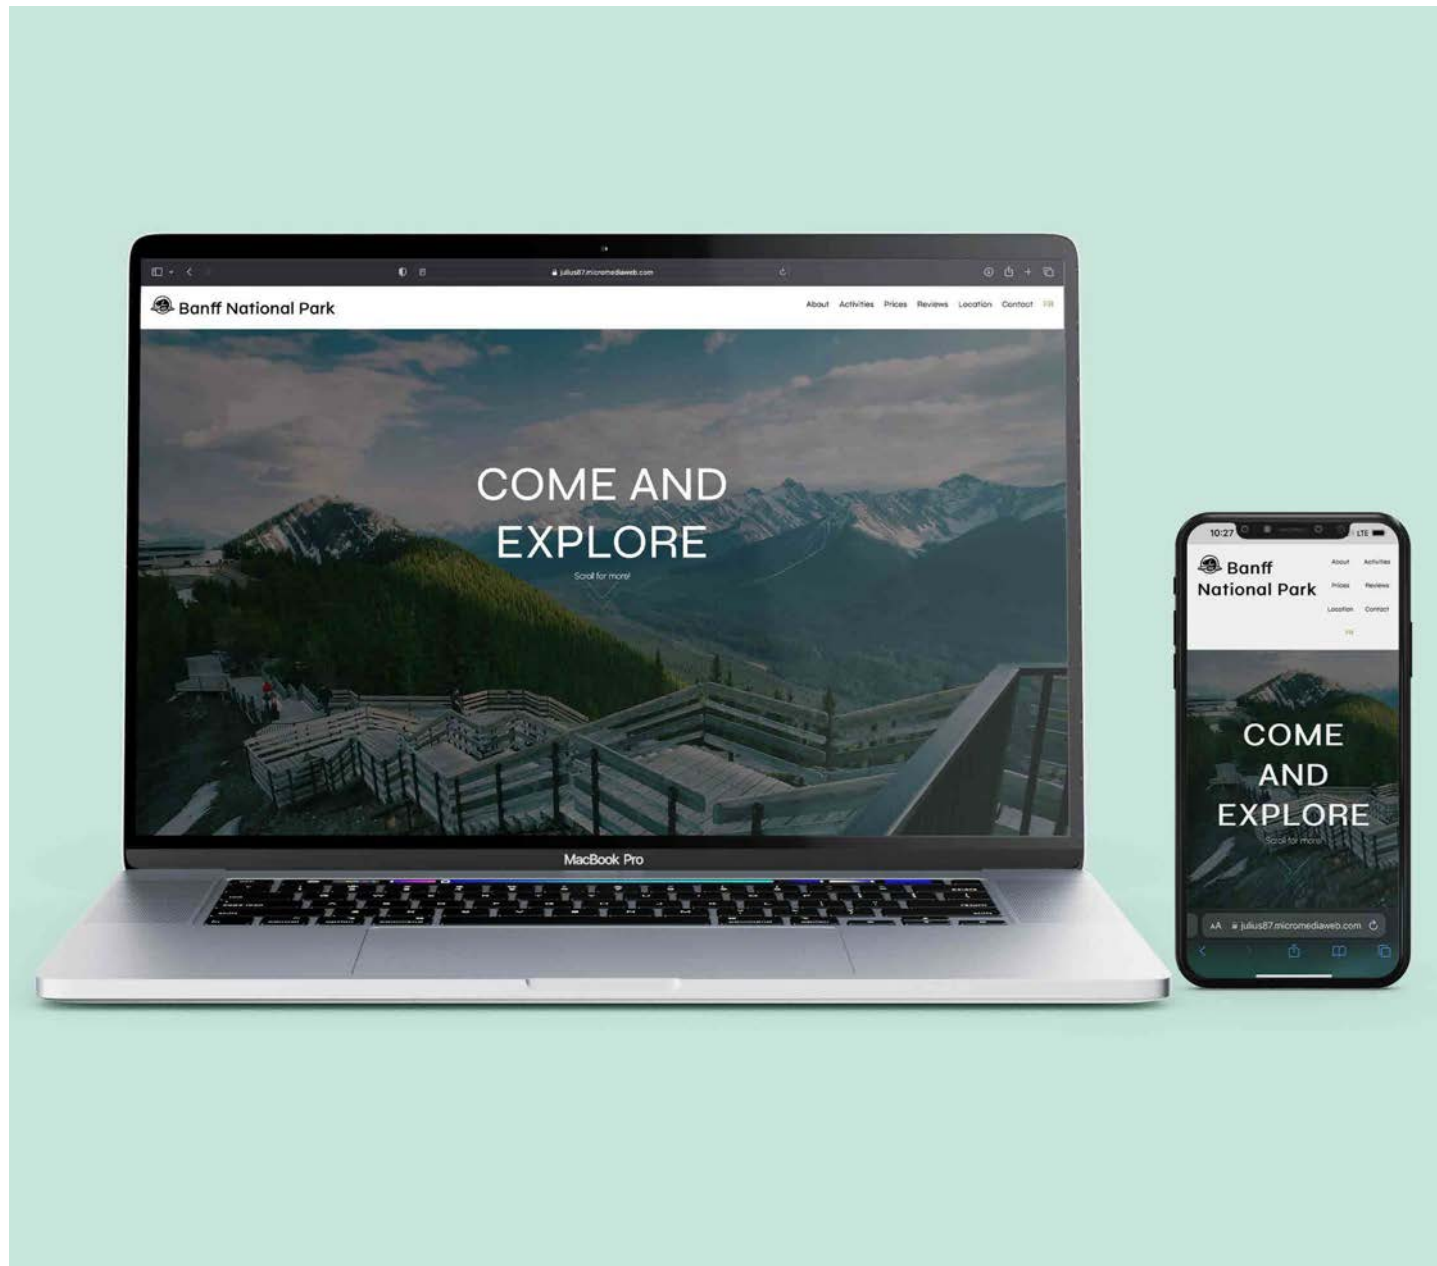 julius87.micromediaweb.com
Banff National Park
About Activities Prices Reviews Location Contact FR
COME AND
EXPLORE
Scroll for more!
MacBook Pro
10:27 LTE
Banff
National Park
About Activities
Prices Reviews
Location Contact
FR
COME
AND
EXPLORE
Scroll for more!
AA julius87.micromediaweb.com